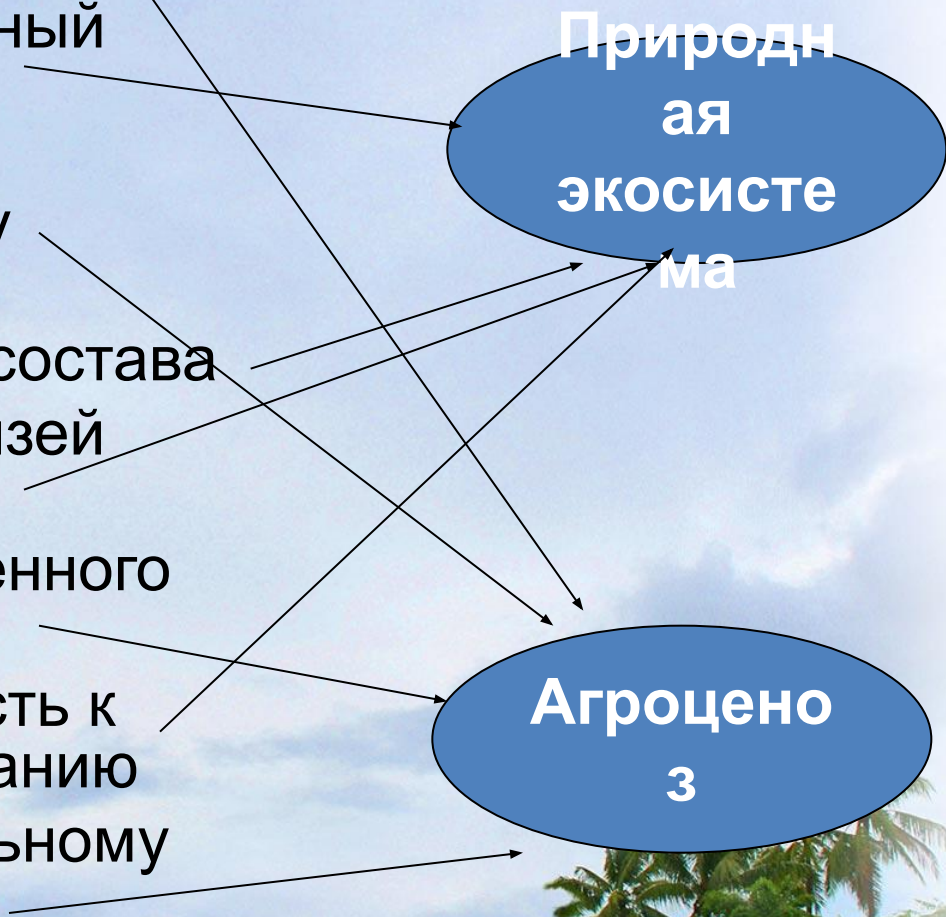 ный
у
состава
зей
енного
сть к
анию
ьному
Природн
ая
экосисте
ма
Агроцено
з